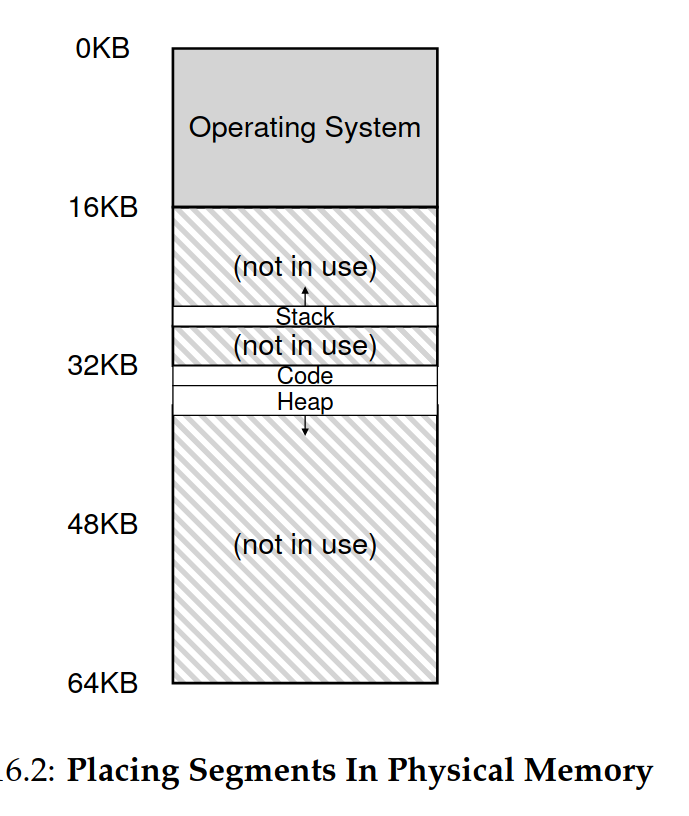 0KB
Operating System
16KB
(not in use)
Stack
(not in use)
32KB
Code
Heap
48KB
(not in use)
64KB
6.2: Placing Segments In Physical Memory